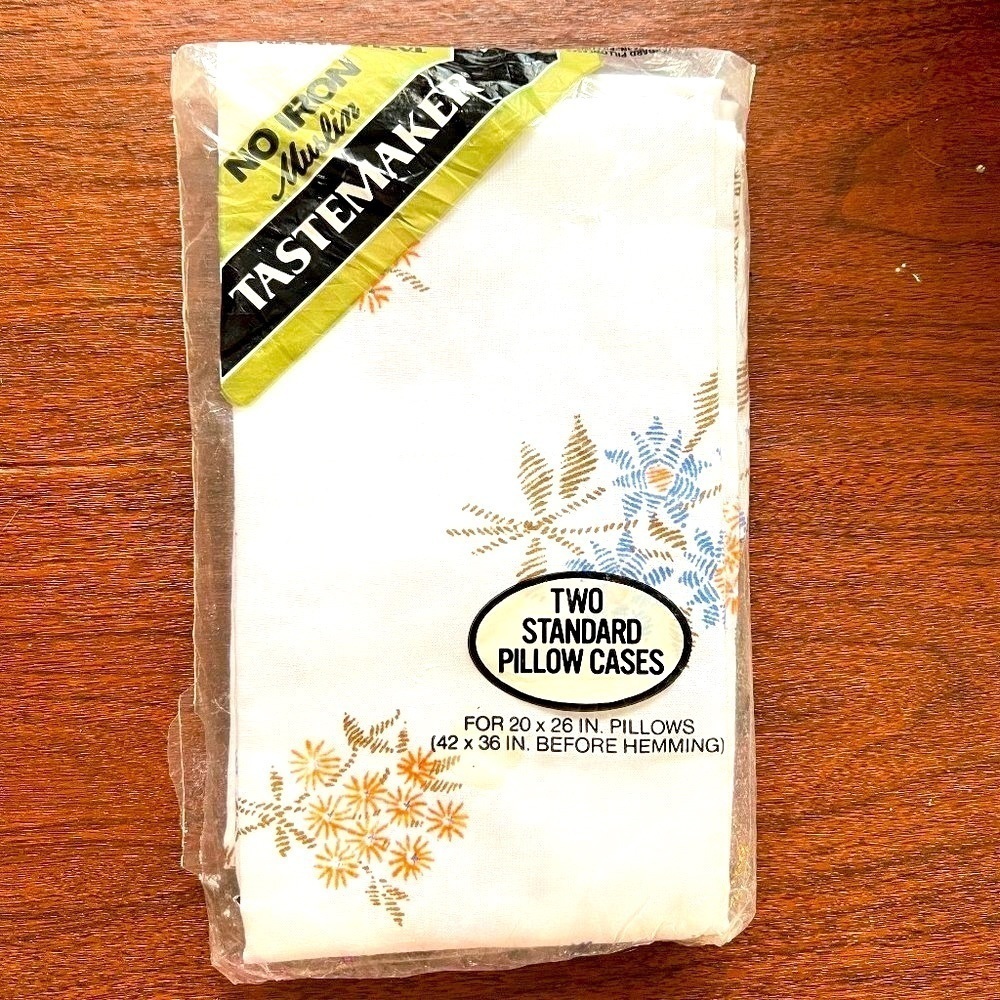 NO IRON
Muslin
TASTEMAKER
TWO
STANDARD
PILLOW CASES
FOR 20 x 26 IN. PILLOWS
(42 x 36 IN. BEFORE HEMMING)